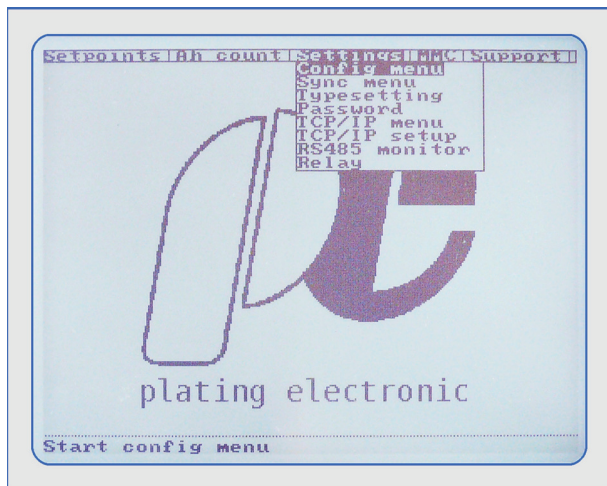 Setpoints|Ah count|Settings|MMC|Support|
Config menu
Sync menu
Typesetting
Password
TCP/IP menu
TCP/IP setup
RS485 monitor
Relay
plating electronic
Start config menu